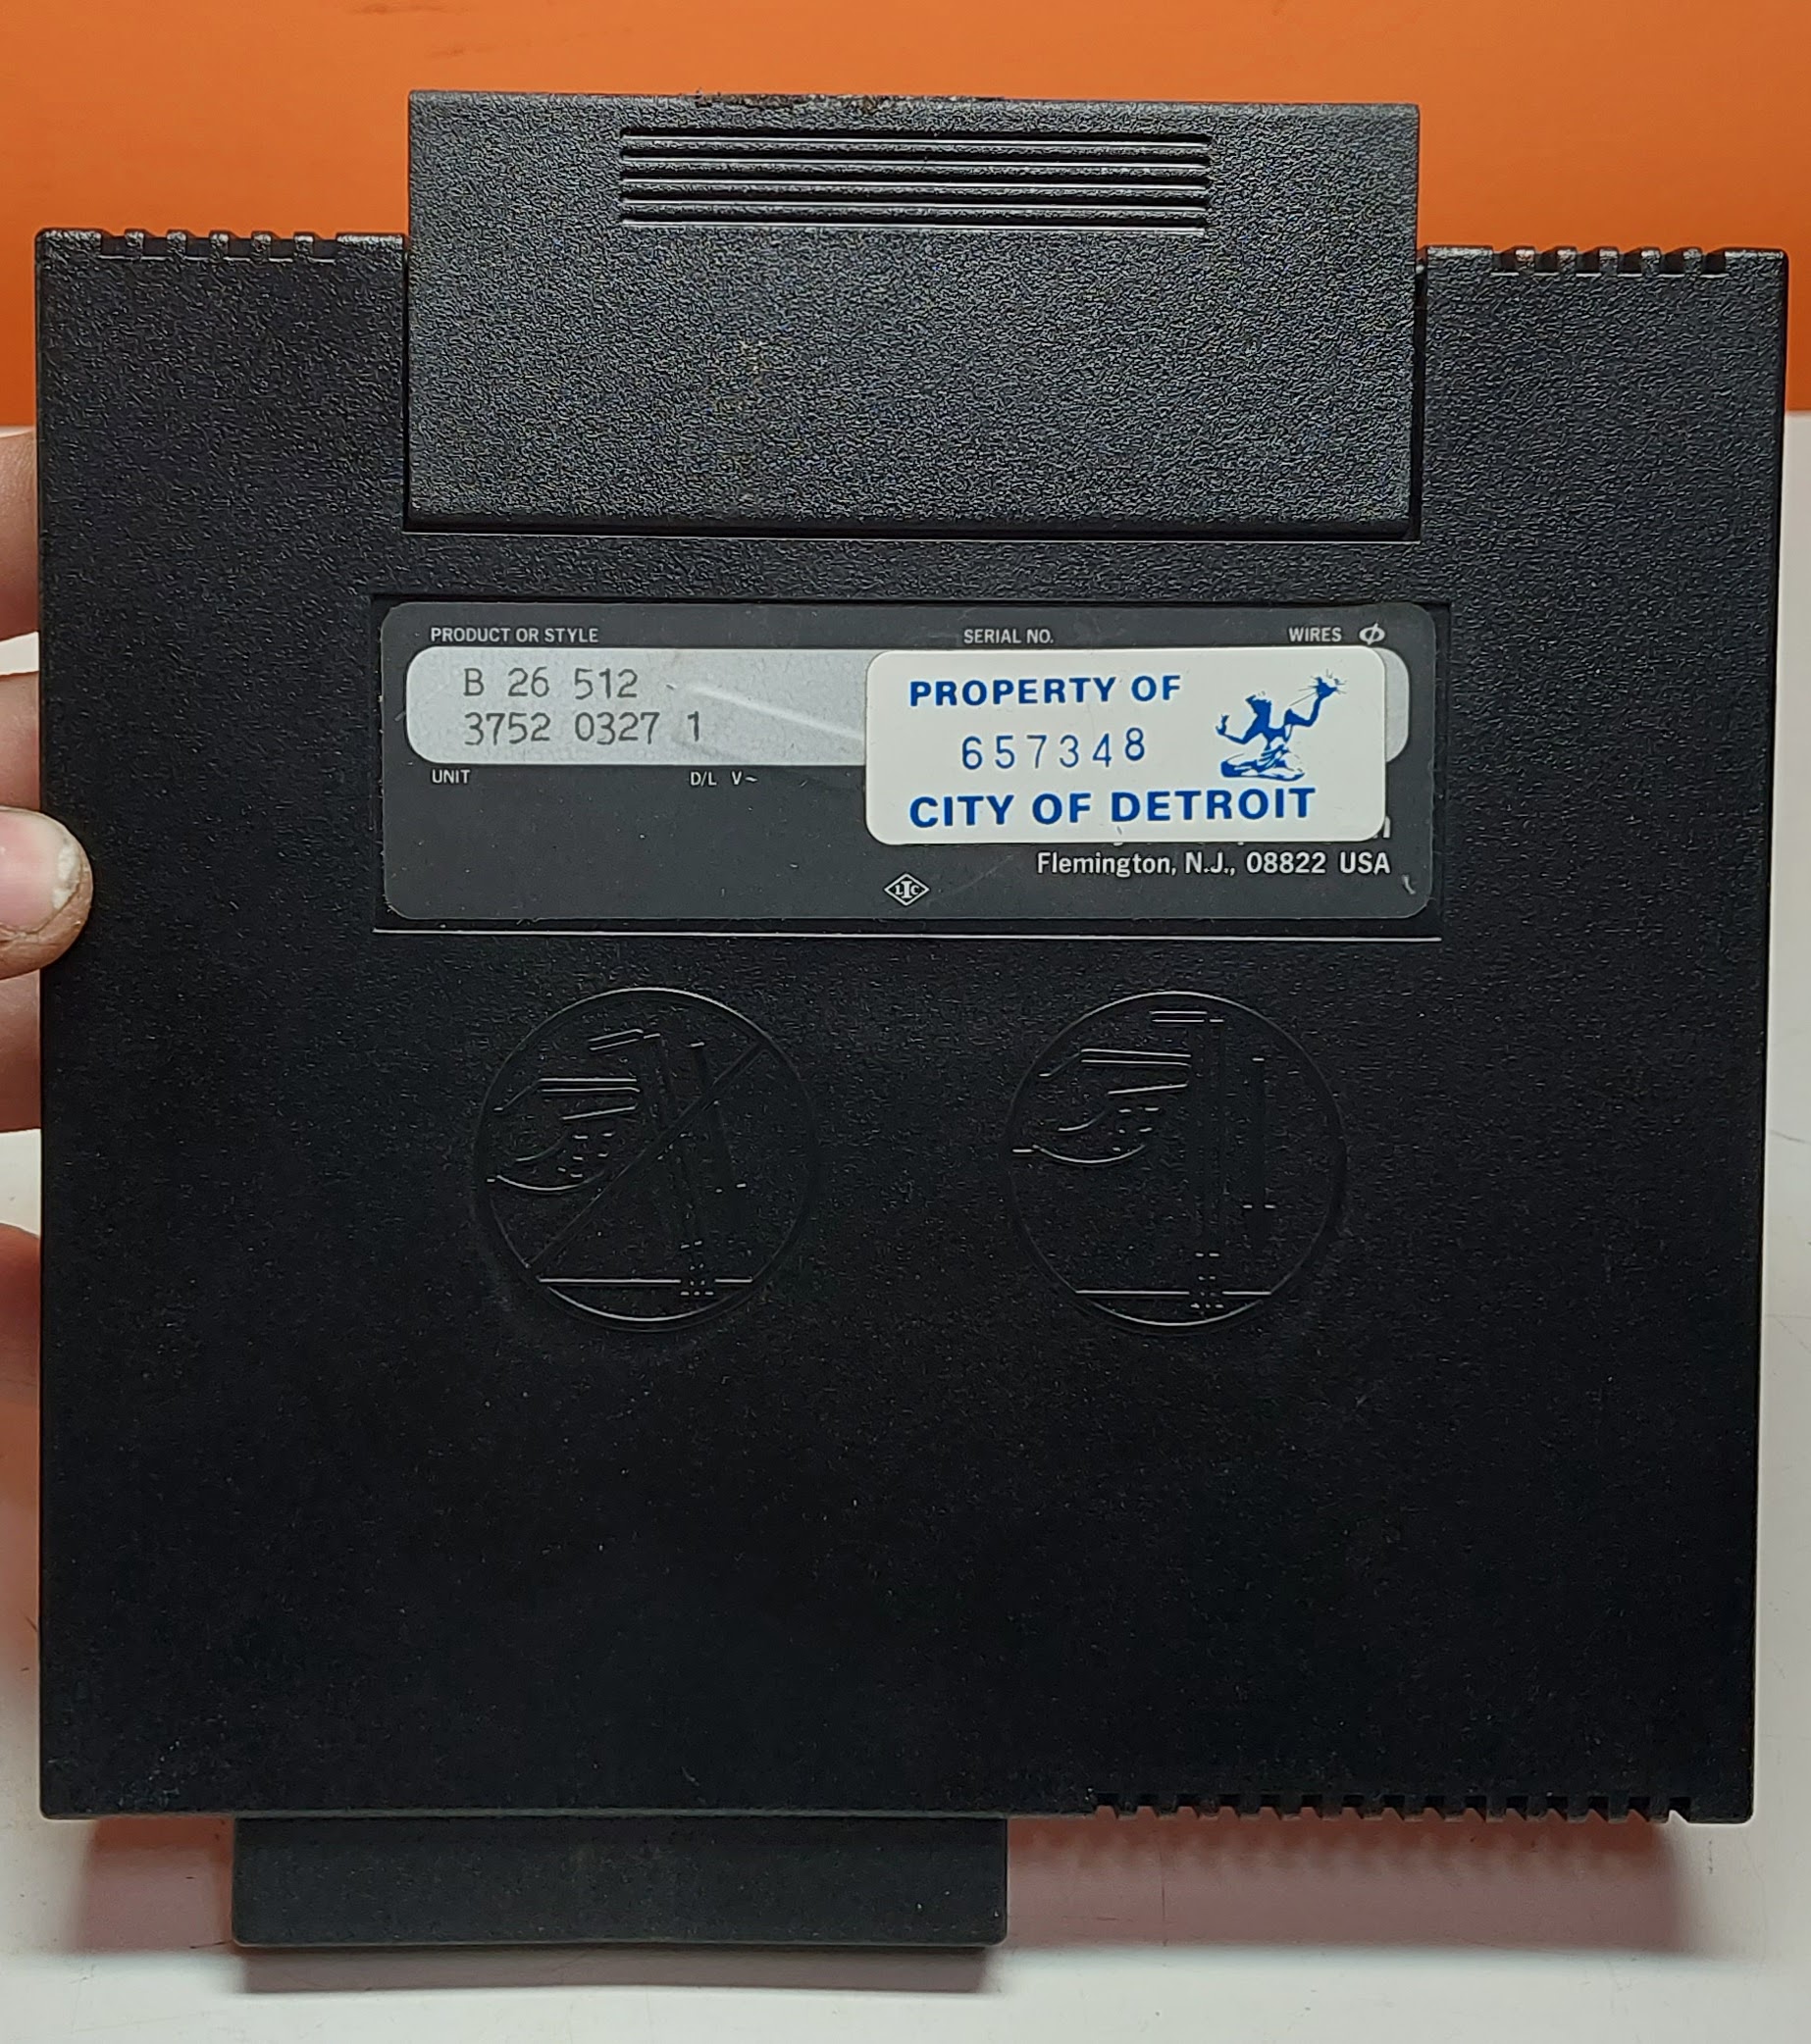 PRODUCT OR STYLE SERIAL NO. WIRES Ø
B 26 512
3752 0327 1
UNIT D/L V~
PROPERTY OF
657348
CITY OF DETROIT
Flemington, N.J., 08822 USA
LTC